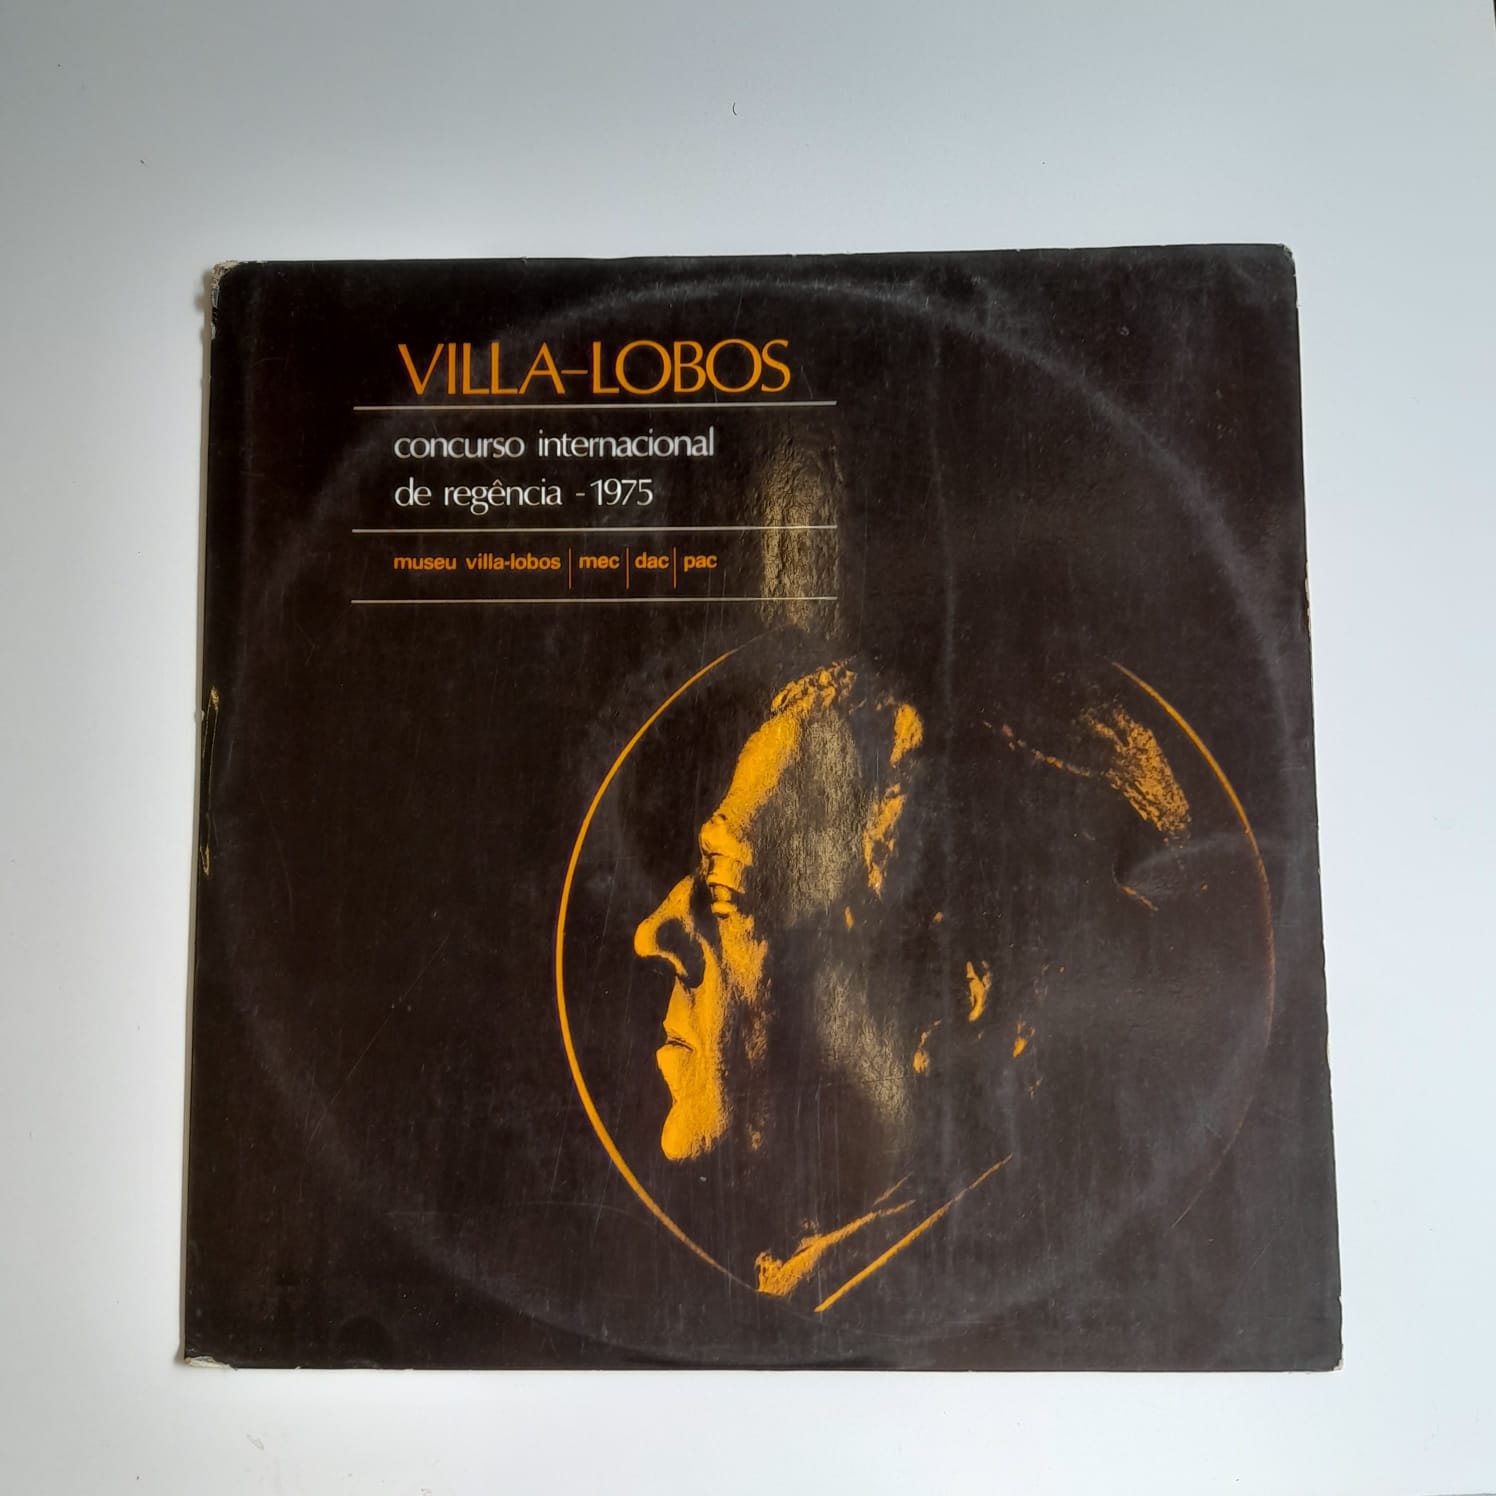 VILLA-LOBOS
concurso internacional
de regência - 1975
museu villa-lobos | mec | dac | pac